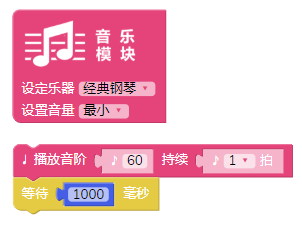 音 乐
模 块
设定乐器 经典钢琴
设置音量 最小
播放音阶 60 持续 1 拍
等待 1000 毫秒